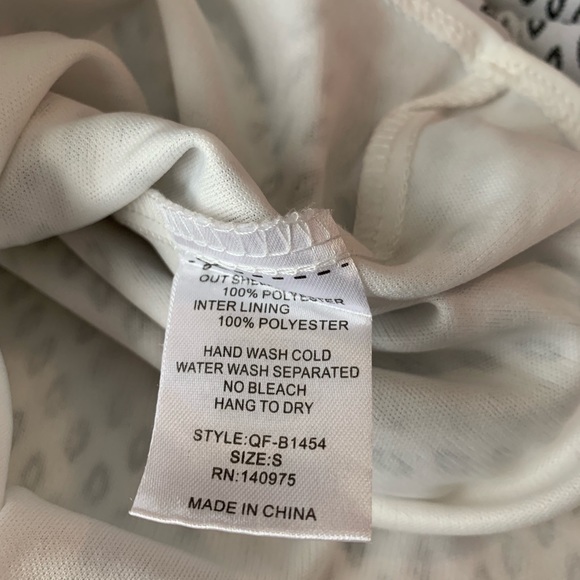 OUT SHELL
100% POLYESTER
INTER LINING
100% POLYESTER
HAND WASH COLD
WATER WASH SEPARATED
NO BLEACH
HANG TO DRY
STYLE:QF-B1454
SIZE:S
RN:140975
MADE IN CHINA